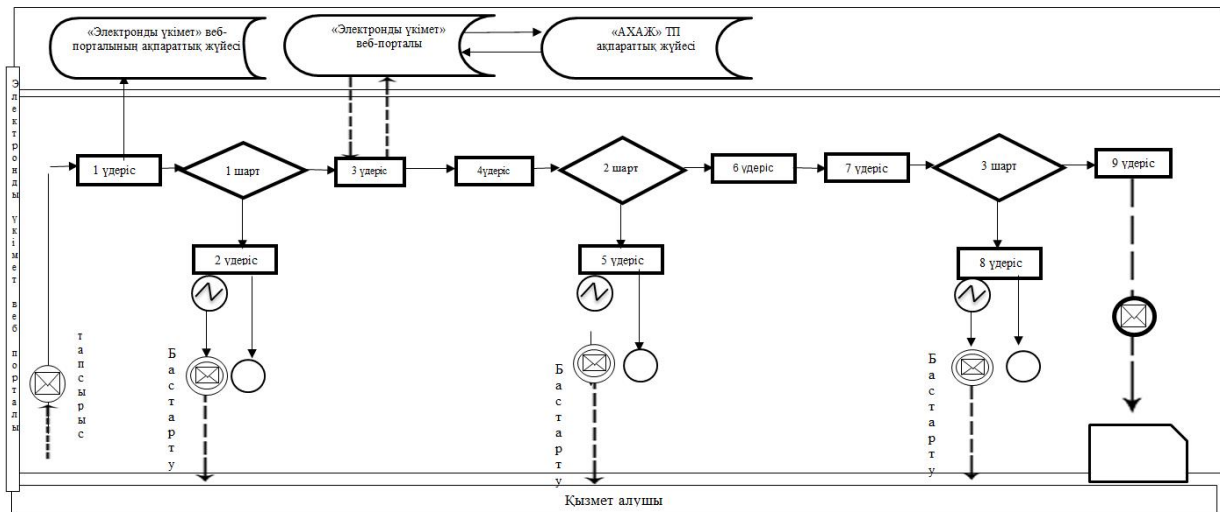 «Электронды үкімет» веб-
порталының ақпараттық жүйесі
«Электронды үкімет»
веб-порталы
«АХАЖ» ТП
ақпараттық жүйесі
Электронды үкімет веб порталы
1 үдеріс
1 шарт
3 үдеріс
4үдеріс
2 шарт
6 үдеріс
7 үдеріс
3 шарт
9 үдеріс
2 үдеріс
5 үдеріс
8 үдеріс
тапсырыс
Бастарту
Бастарту
Бастарту
Қызмет алушы